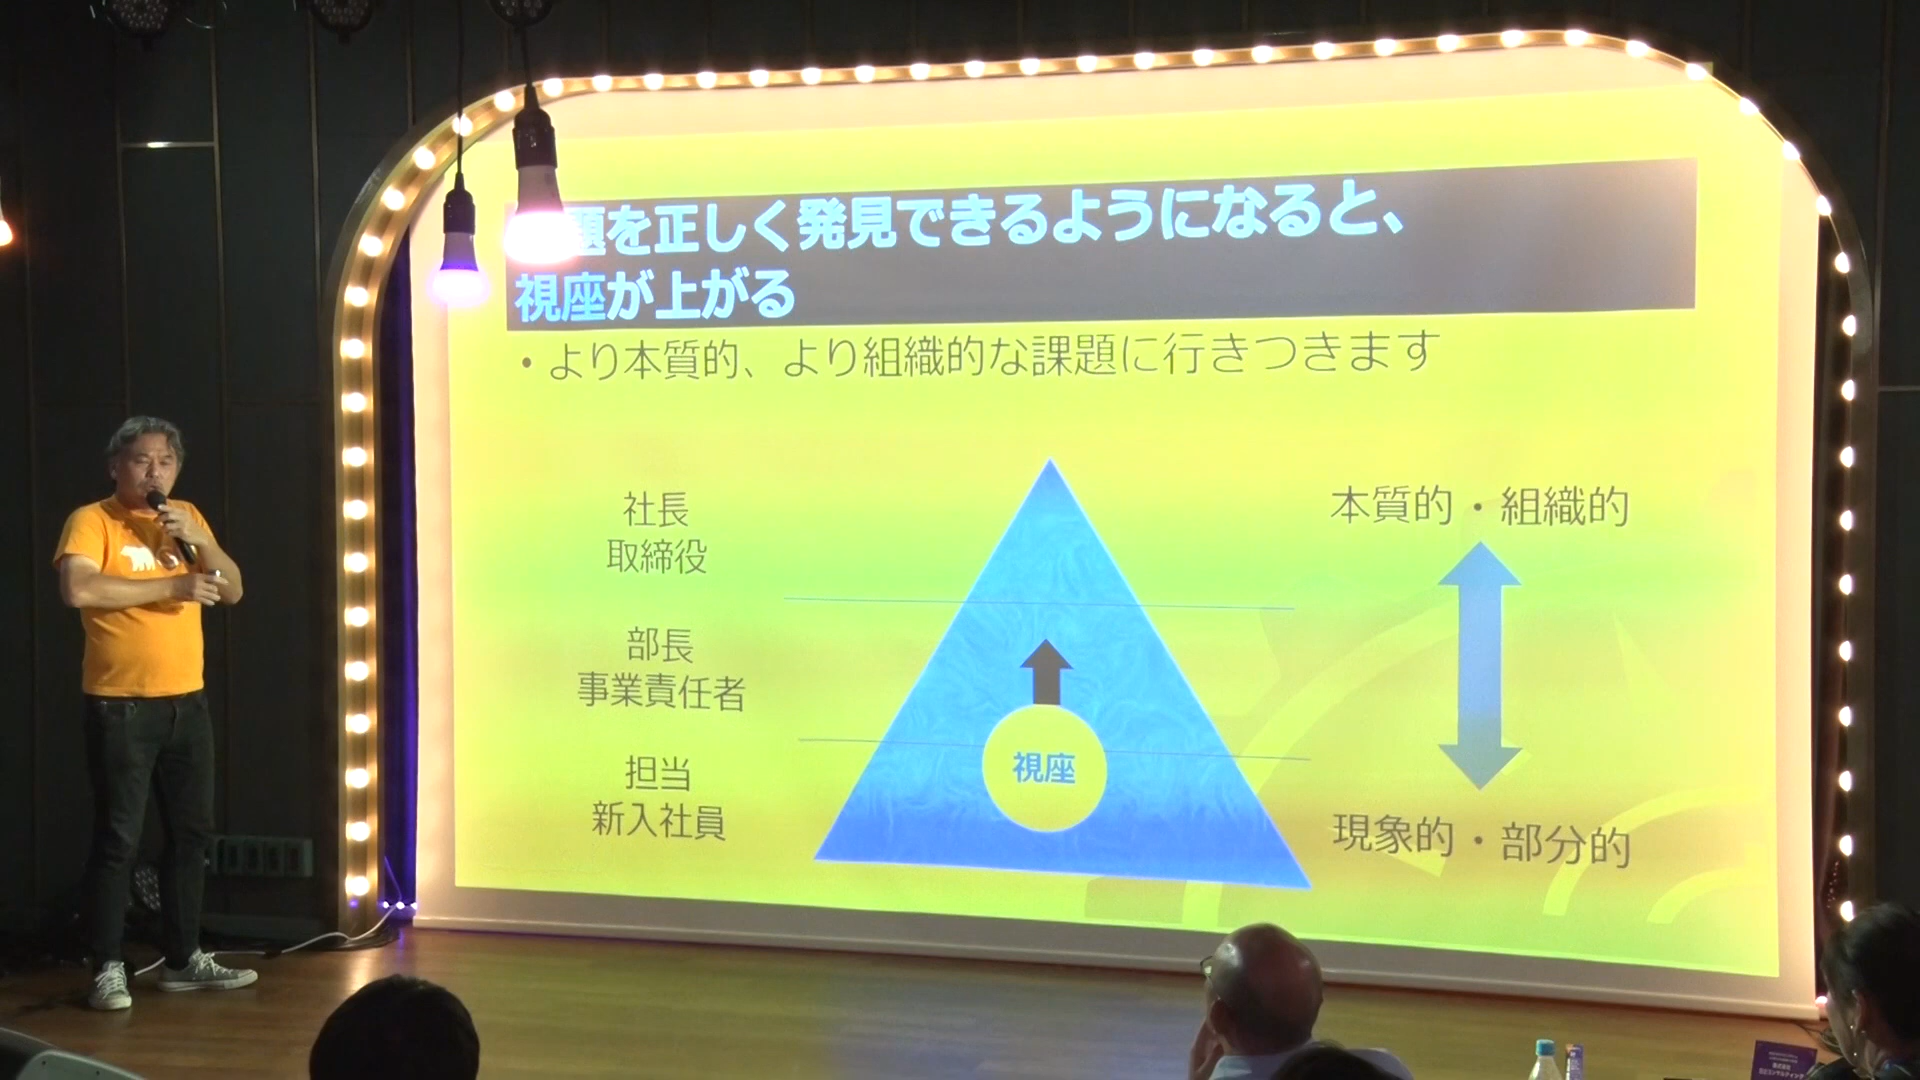 題を正しく発見できるようになると、
視座が上がる
・より本質的、より組織的な課題に行きつきます
社長
取締役
部長
事業責任者
担当
新入社員
視座
本質的・組織的
現象的・部分的